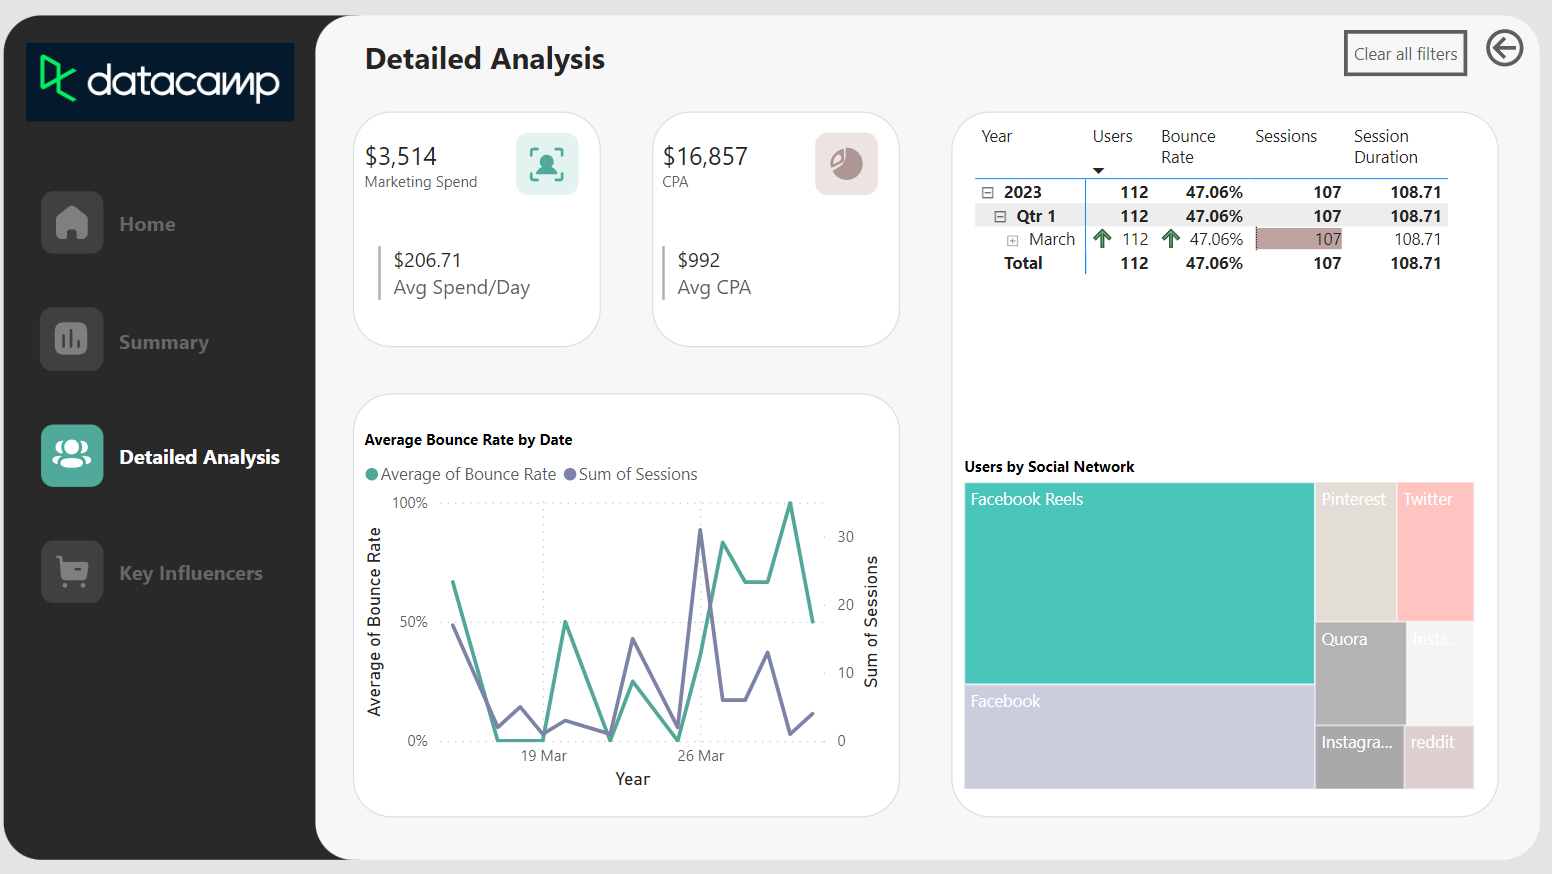 datacamp
Home
Summary
Detailed Analysis
Key Influencers
Detailed Analysis
Clear all filters
$3,514
Marketing Spend
$206.71
Avg Spend/Day
$16,857
CPA
$992
Avg CPA
Year Users Bounce Rate Sessions Session Duration
2023 112 47.06% 107 108.71
Qtr 1 112 47.06% 107 108.71
March 112 47.06% 107 108.71
Total 112 47.06% 107 108.71
Average Bounce Rate by Date
Average of Bounce Rate Sum of Sessions
Average of Bounce Rate
100%
50%
0%
30
20
10
0
Sum of Sessions
19 Mar 26 Mar
Year
Users by Social Network
Facebook Reels
Facebook
Pinterest
Twitter
Quora
Insta...
Instagra...
reddit